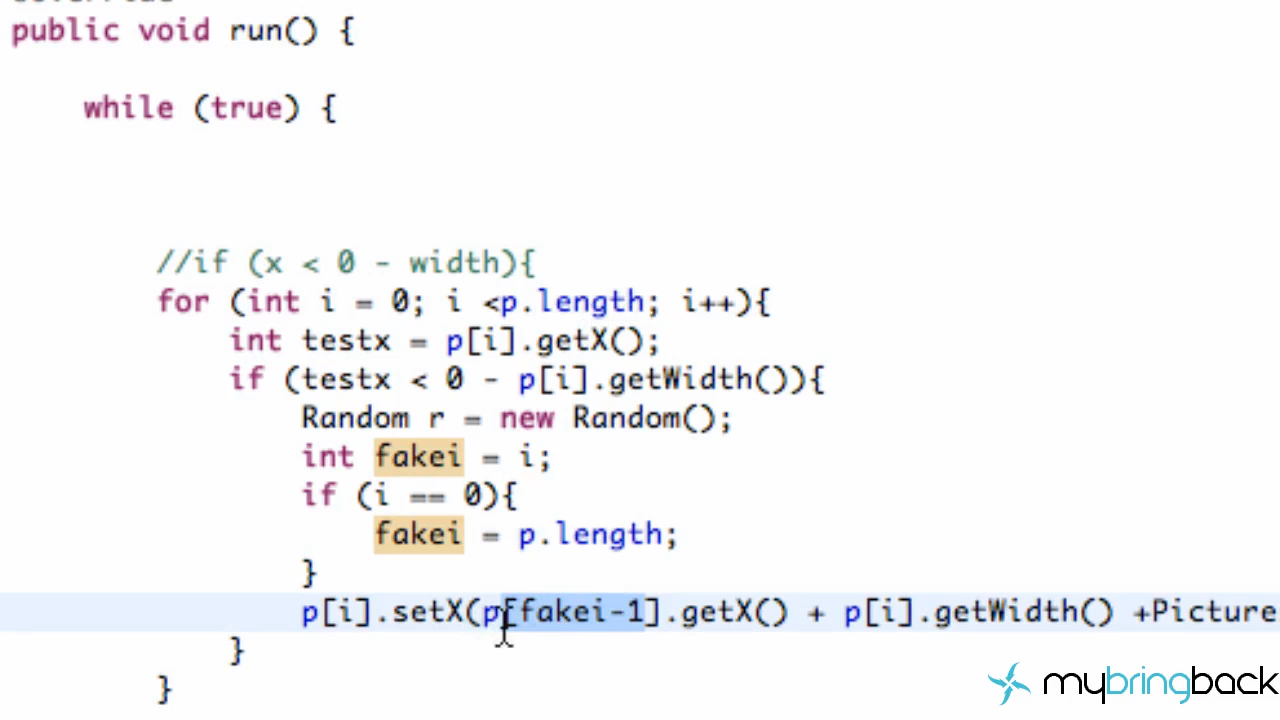 public void run() {
while (true) {
//if (x < 0 - width){
for (int i = 0; i <p.length; i++){
int testx = p[i].getX();
if (testx < 0 - p[i].getWidth()){
Random r = new Random();
int fakei = i;
if (i == 0){
fakei = p.length;
}
p[i].setX(p[fakei-1].getX() + p[i].getWidth() +Picture
}
}
mybringback